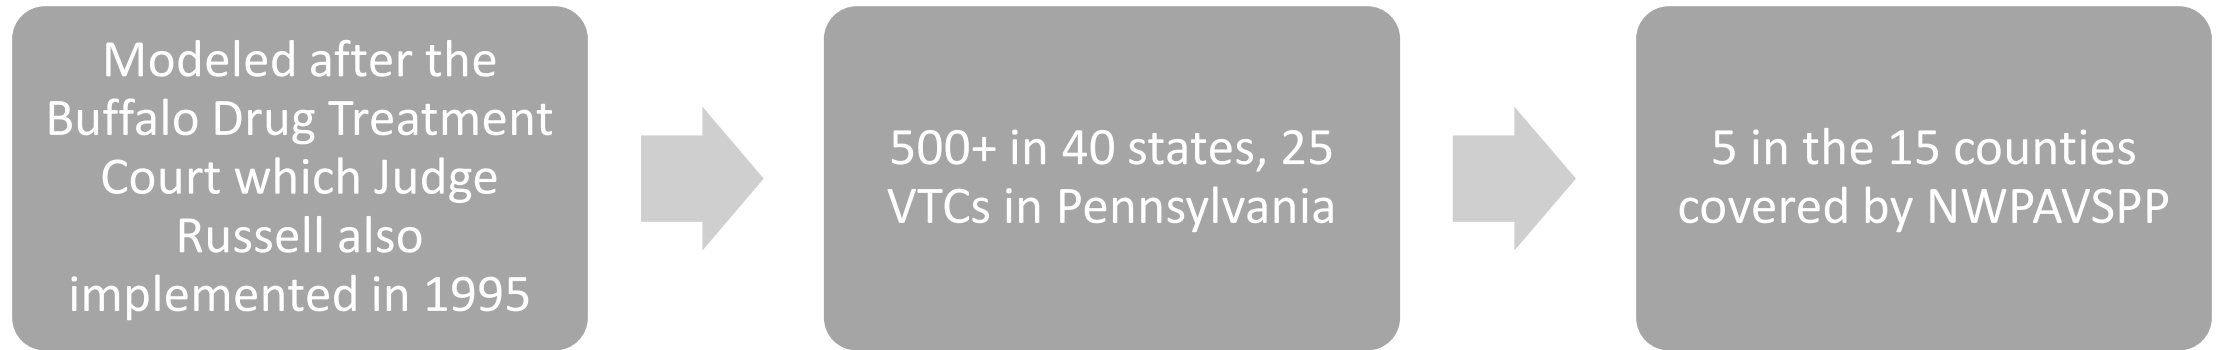 Modeled after the
Buffalo Drug Treatment
Court which Judge
Russell also
implemented in 1995
500+ in 40 states, 25
VTCs in Pennsylvania
5 in the 15 counties
covered by NWPAVSPP